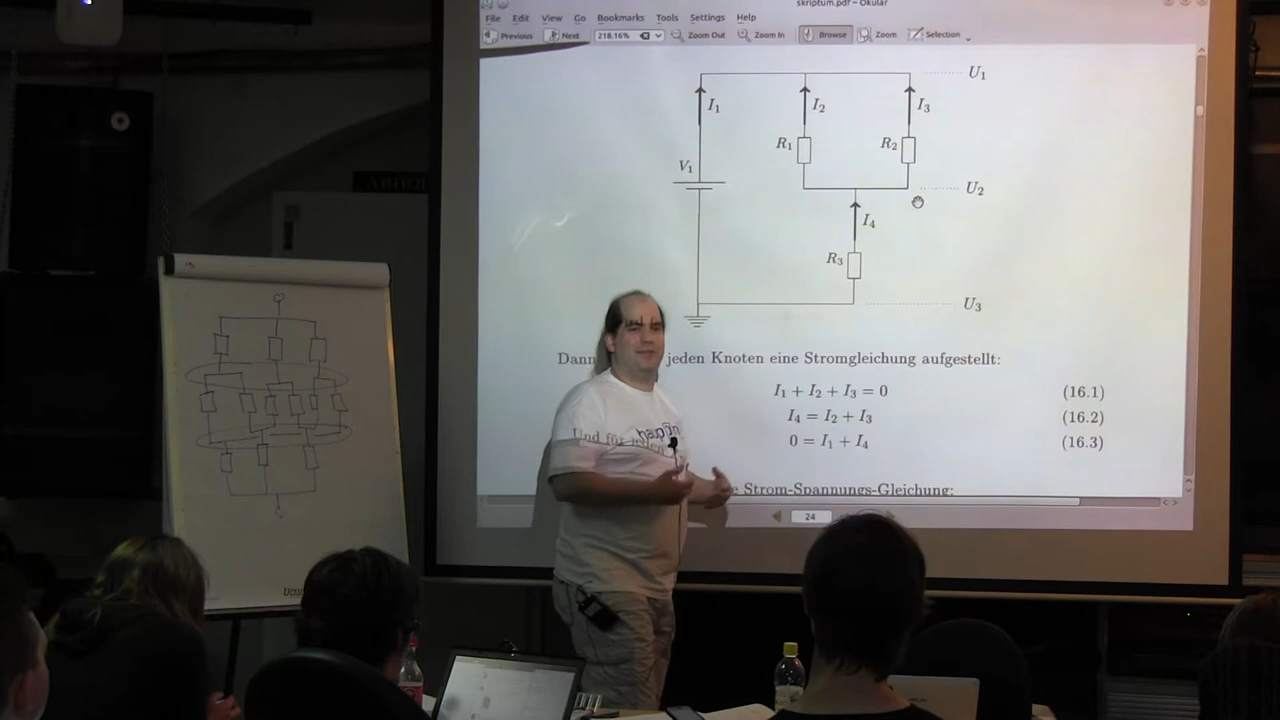 skriptum.pdf – Okular
File Edit View Go Bookmarks Tools Settings Help
Previous Next 218.16% Zoom Out Zoom In Browse Zoom Selection
U1
I1 I2 I3
R1 R2
V1
U2
I4
R3
U3
Dann jeden Knoten eine Stromgleichung aufgestellt:
I1 + I2 + I3 = 0 (16.1)
I4 = I2 + I3 (16.2)
0 = I1 + I4 (16.3)
Und für jeden
Strom-Spannungs-Gleichung:
24